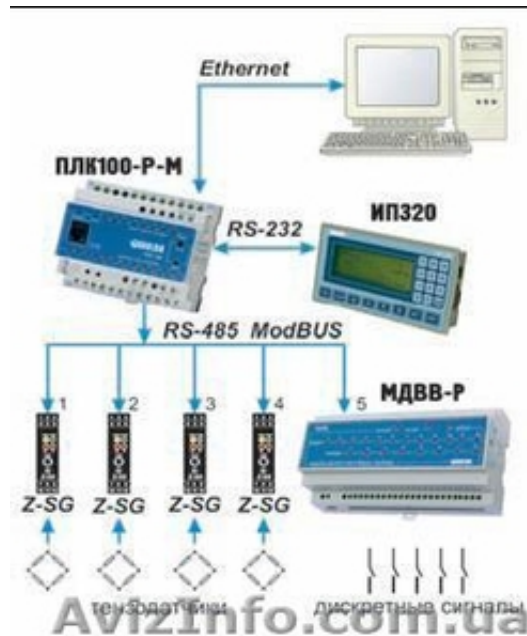 Ethernet
ПЛК100-Р-М
RS-232
ИП320
RS-485 ModBUS
МДВВ-Р
1
2
3
4
5
Z-SG
Z-SG
Z-SG
Z-SG
тензодатчики
дискретные сигналы
AvizInfo.com.ua